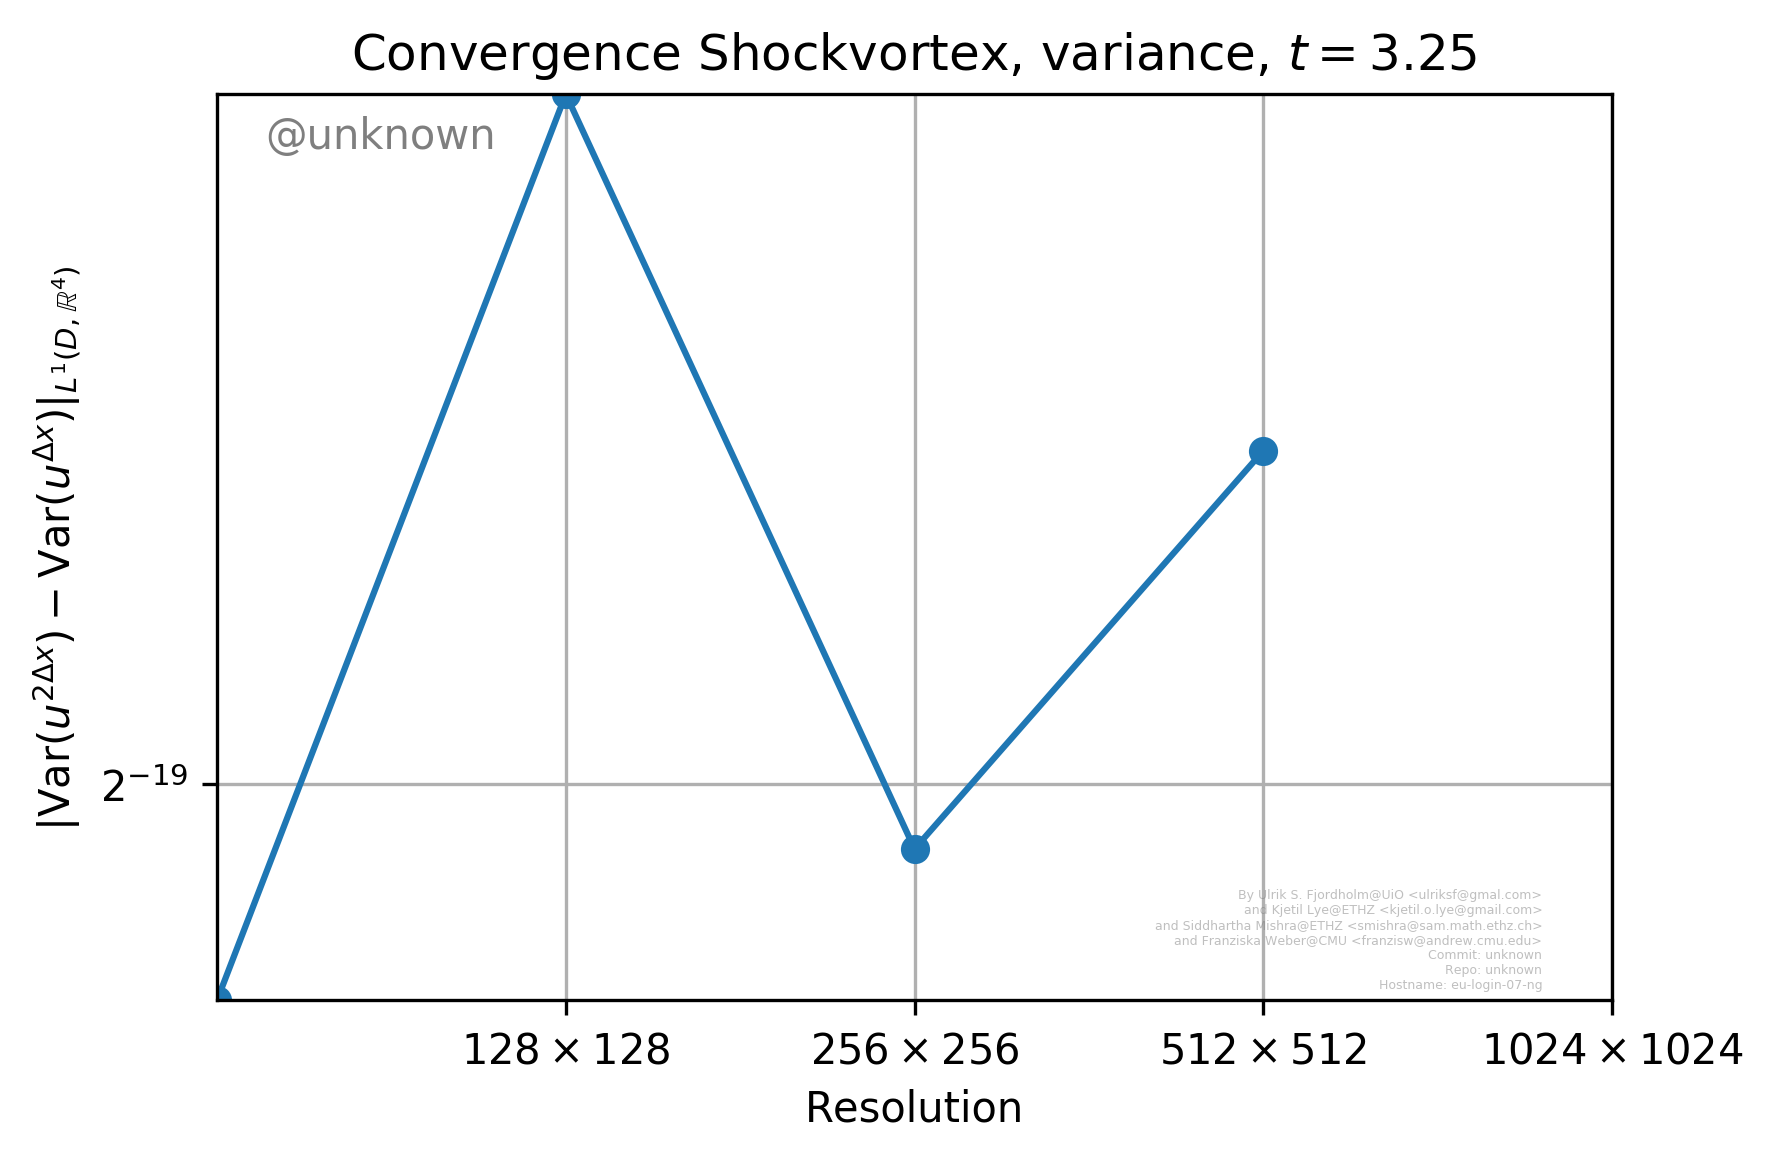 Convergence Shockvortex, variance, t = 3.25
@unknown
|Var(u^{2Δx}) − Var(u^{Δx})|_{L^1(D,ℝ^4)}
2^{−19}
By Ulrik S. Fjordholm@UiO <ulriksf@gmal.com>
and Kjetil Lye@ETHZ <kjetil.o.lye@gmail.com>
and Siddhartha Mishra@ETHZ <smishra@sam.math.ethz.ch>
and Franziska Weber@CMU <franzisw@andrew.cmu.edu>
Commit: unknown
Repo: unknown
Hostname: eu-login-07-ng
128 × 128 256 × 256 512 × 512 1024 × 1024
Resolution